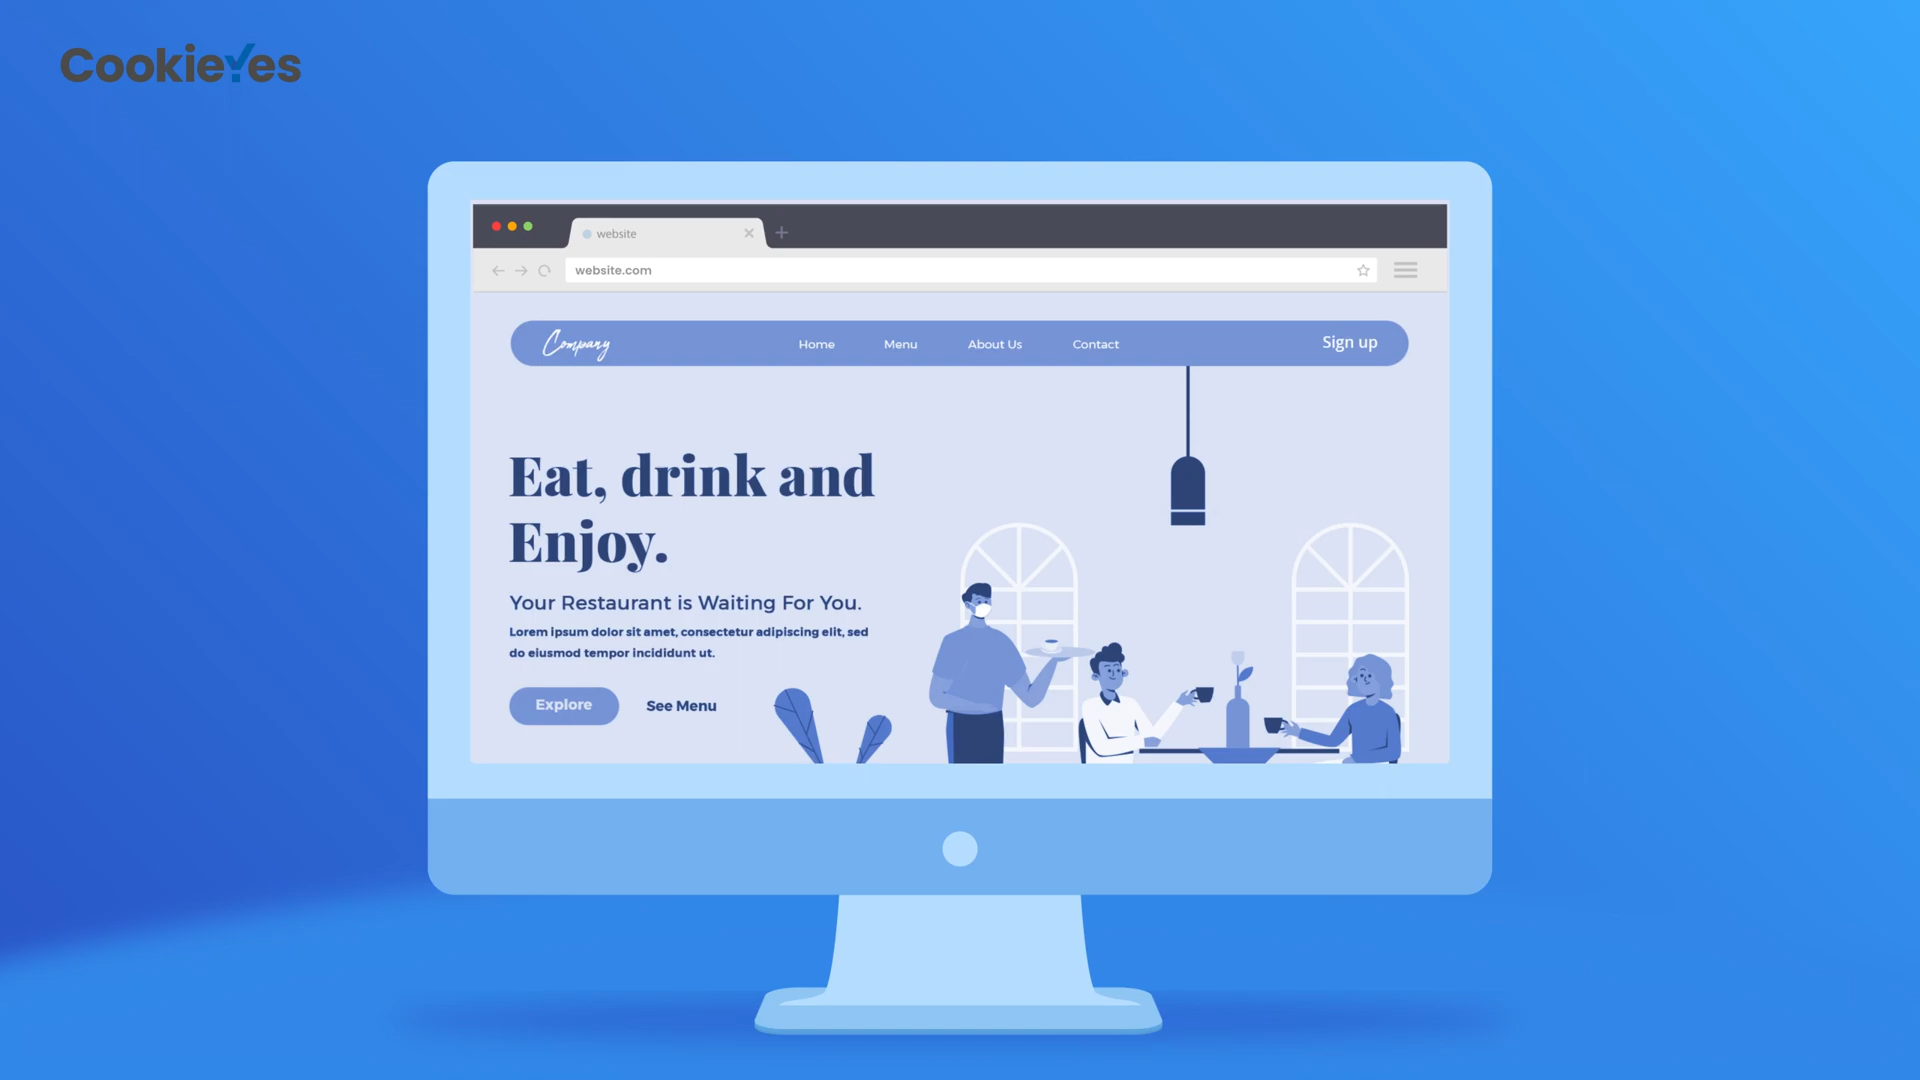 CookieYes
website
website.com
Company
Home
Menu
About Us
Contact
Sign up
Eat, drink and
Enjoy.
Your Restaurant is Waiting For You.
Lorem ipsum dolor sit amet, consectetur adipiscing elit, sed
do eiusmod tempor incididunt ut.
Explore
See Menu